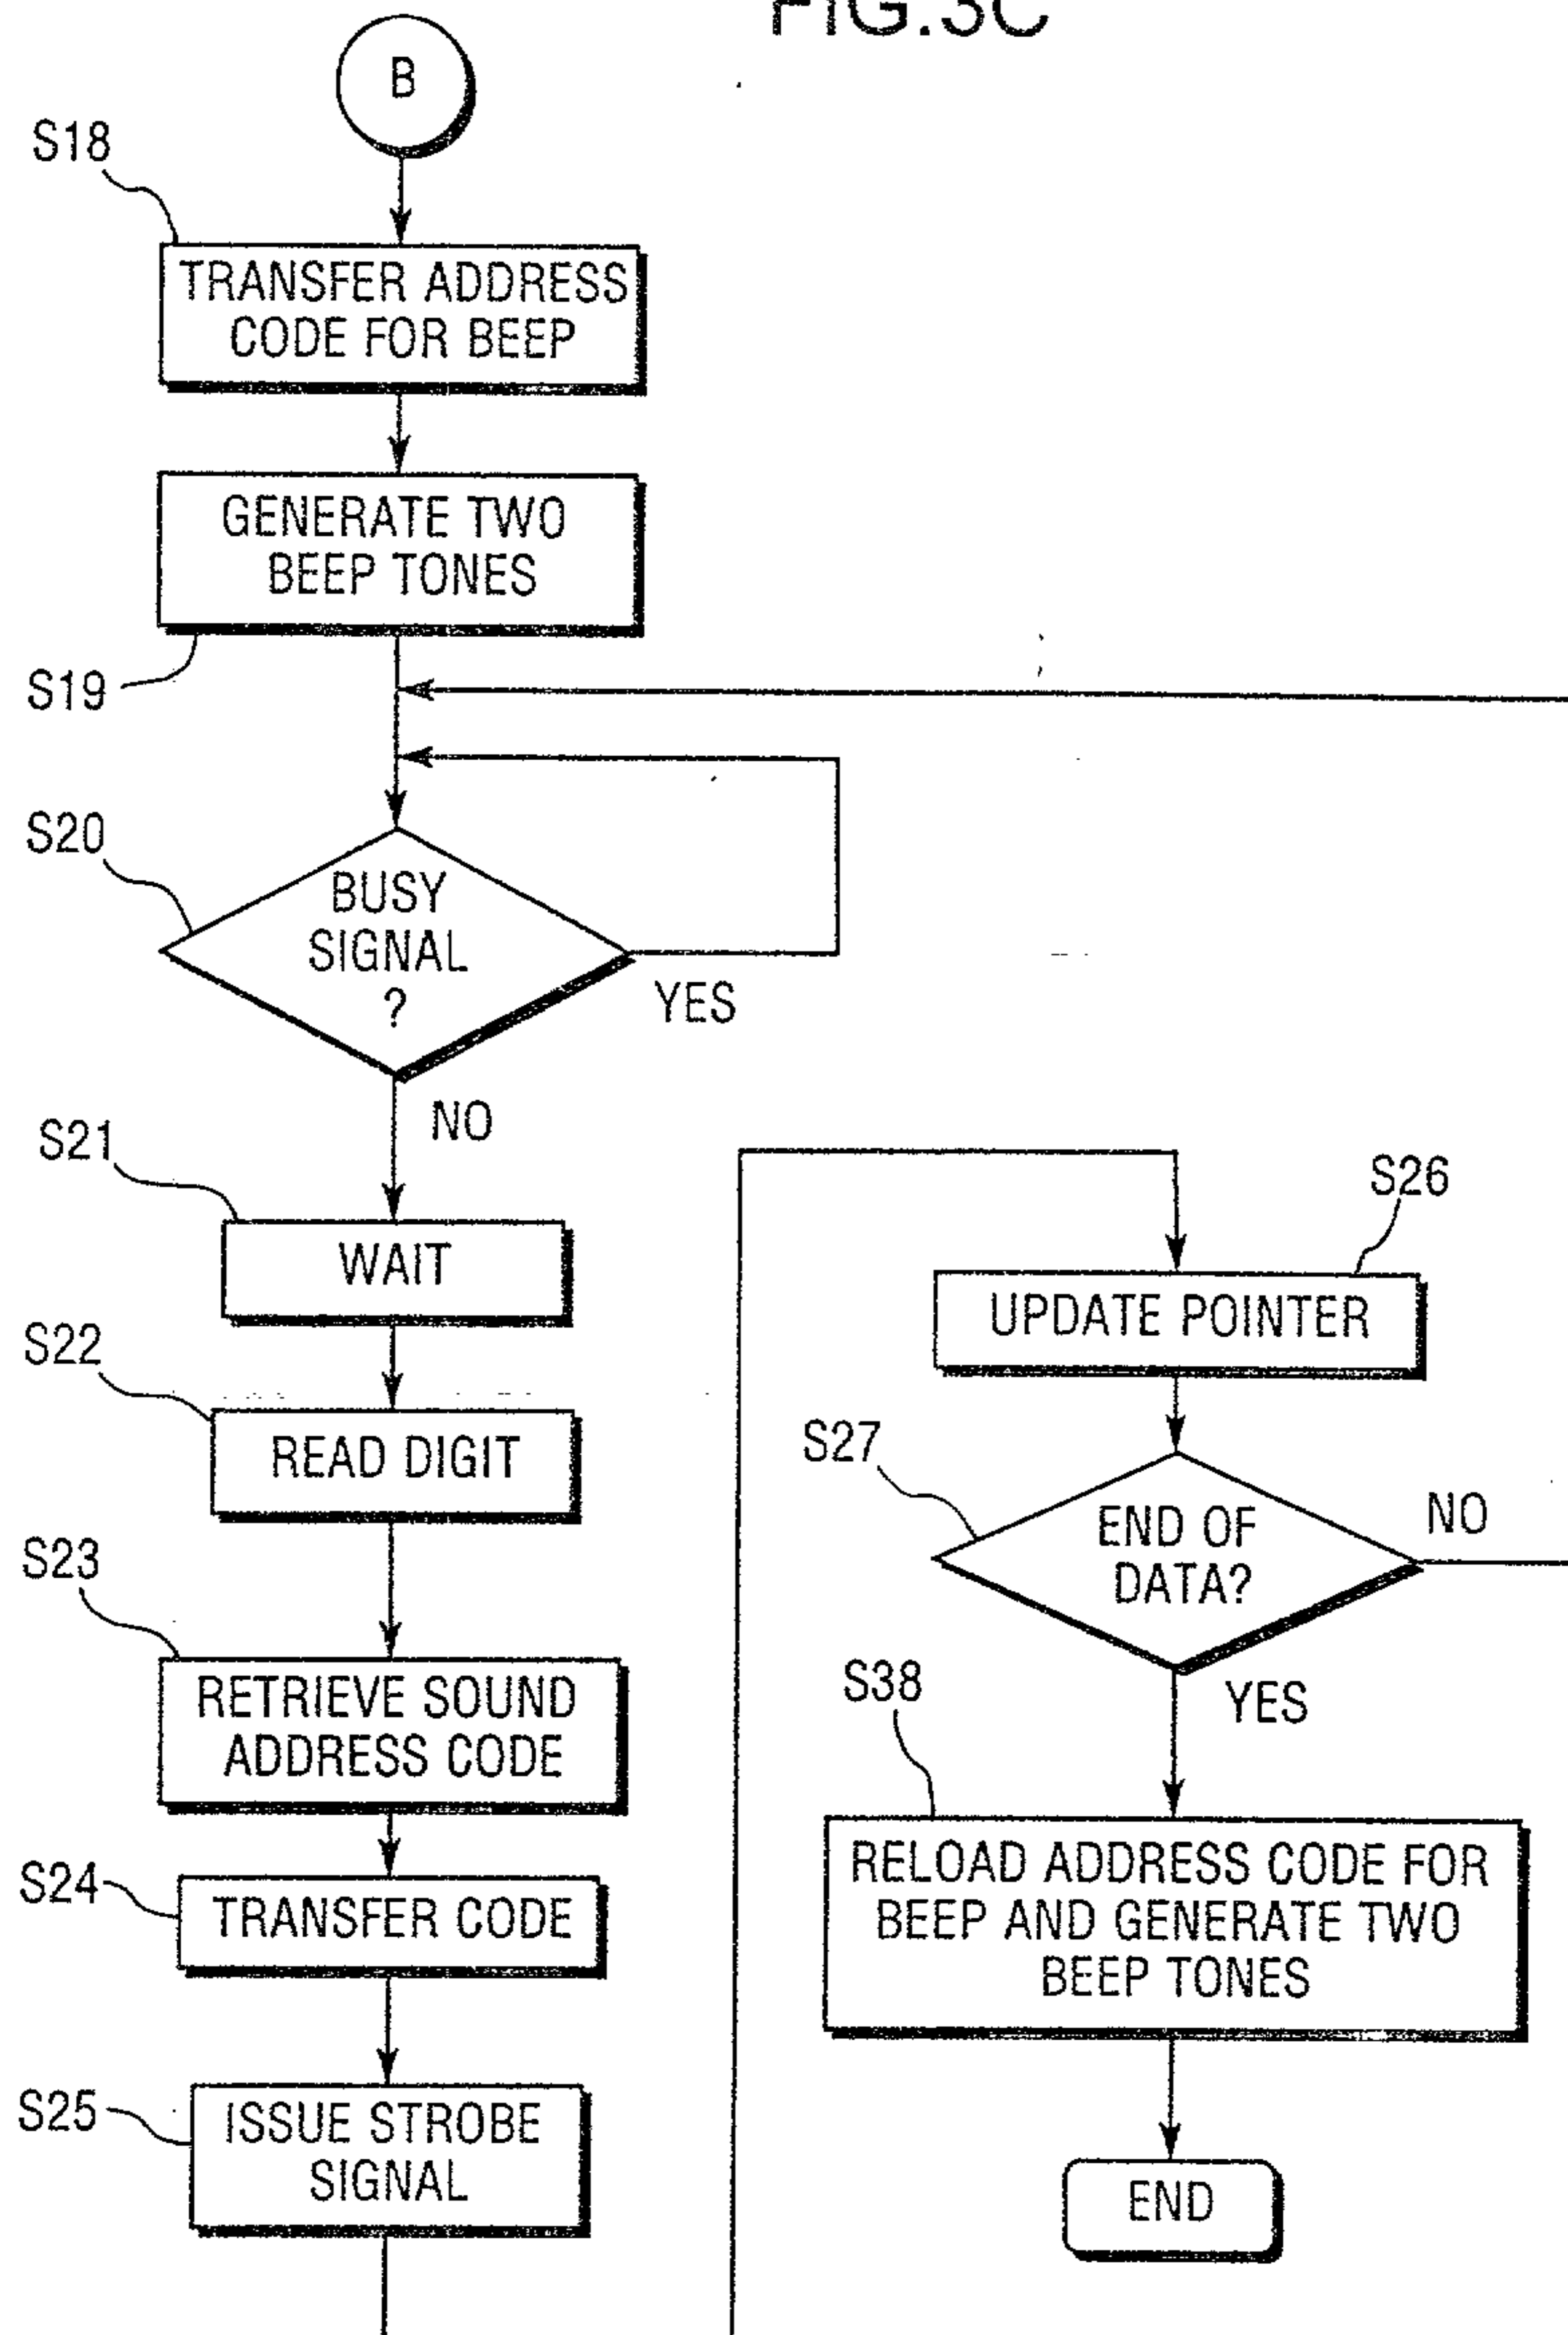 FIG.3C
B
S18
TRANSFER ADDRESS
CODE FOR BEEP
GENERATE TWO
BEEP TONES
S19
S20
BUSY
SIGNAL
?
YES
NO
S21
WAIT
S22
READ DIGIT
S23
RETRIEVE SOUND
ADDRESS CODE
S24
TRANSFER CODE
S25
ISSUE STROBE
SIGNAL
S26
UPDATE POINTER
S27
END OF
DATA?
NO
YES
S38
RELOAD ADDRESS CODE FOR
BEEP AND GENERATE TWO
BEEP TONES
END